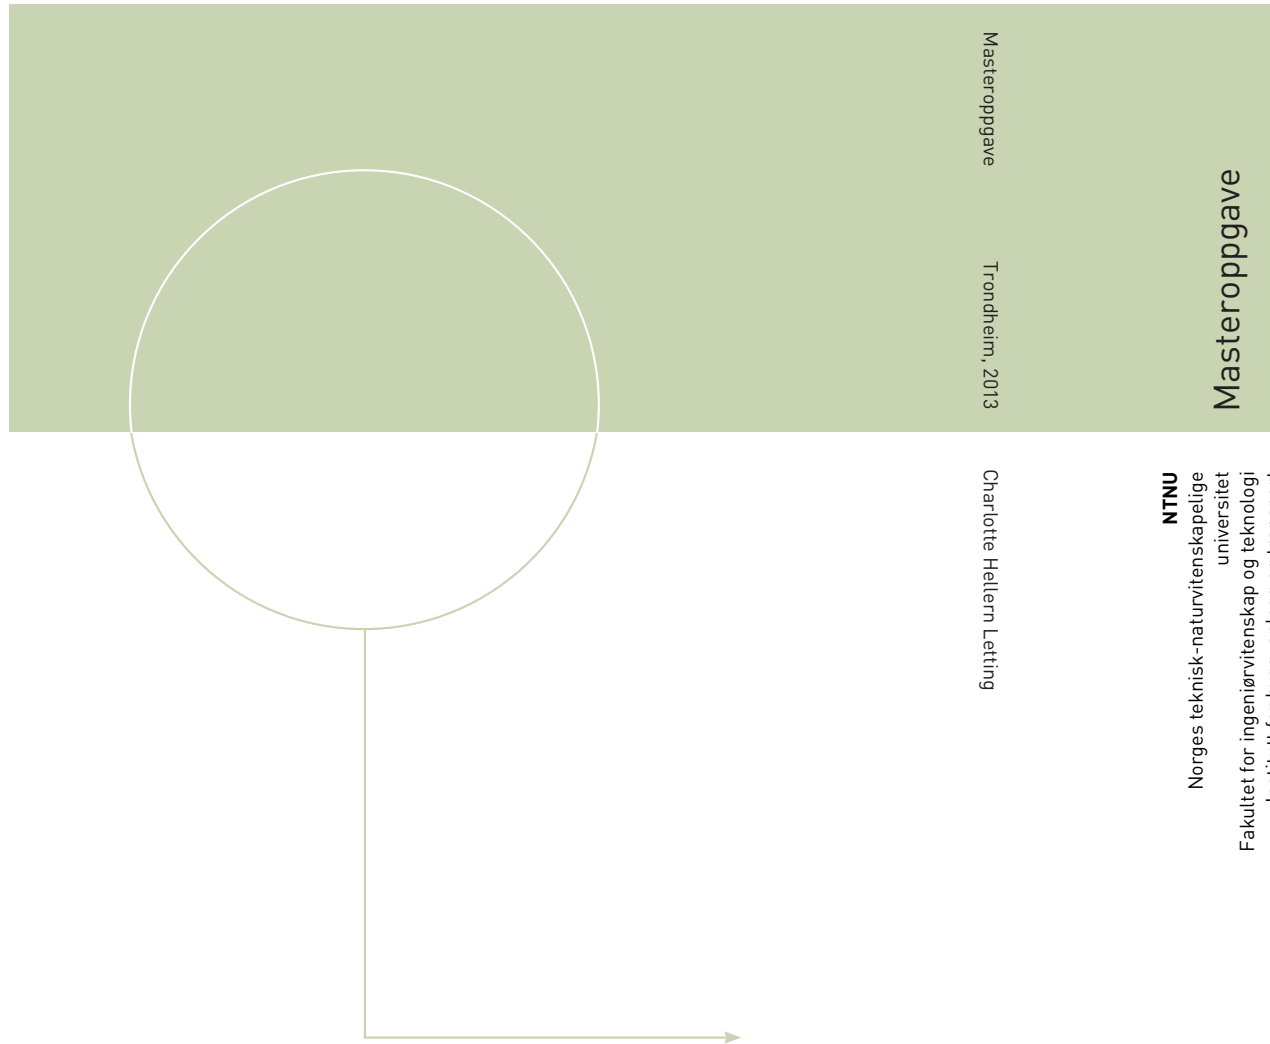 Masteroppgave
Trondheim, 2013
Charlotte Hellern Letting
Masteroppgave
NTNU
Norges teknisk-naturvitenskapelige
universitet
Fakultet for ingeniørvitenskap og teknologi